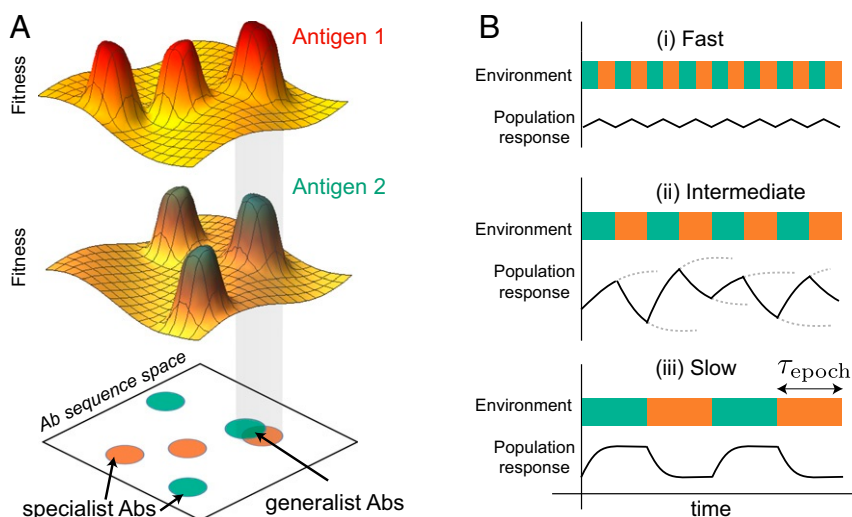 A
Fitness
Antigen 1
Fitness
Antigen 2
Ab sequence space
specialist Abs
generalist Abs
B
(i) Fast
Environment
Population
response
(ii) Intermediate
Environment
Population
response
(iii) Slow
τepoch
Environment
Population
response
time